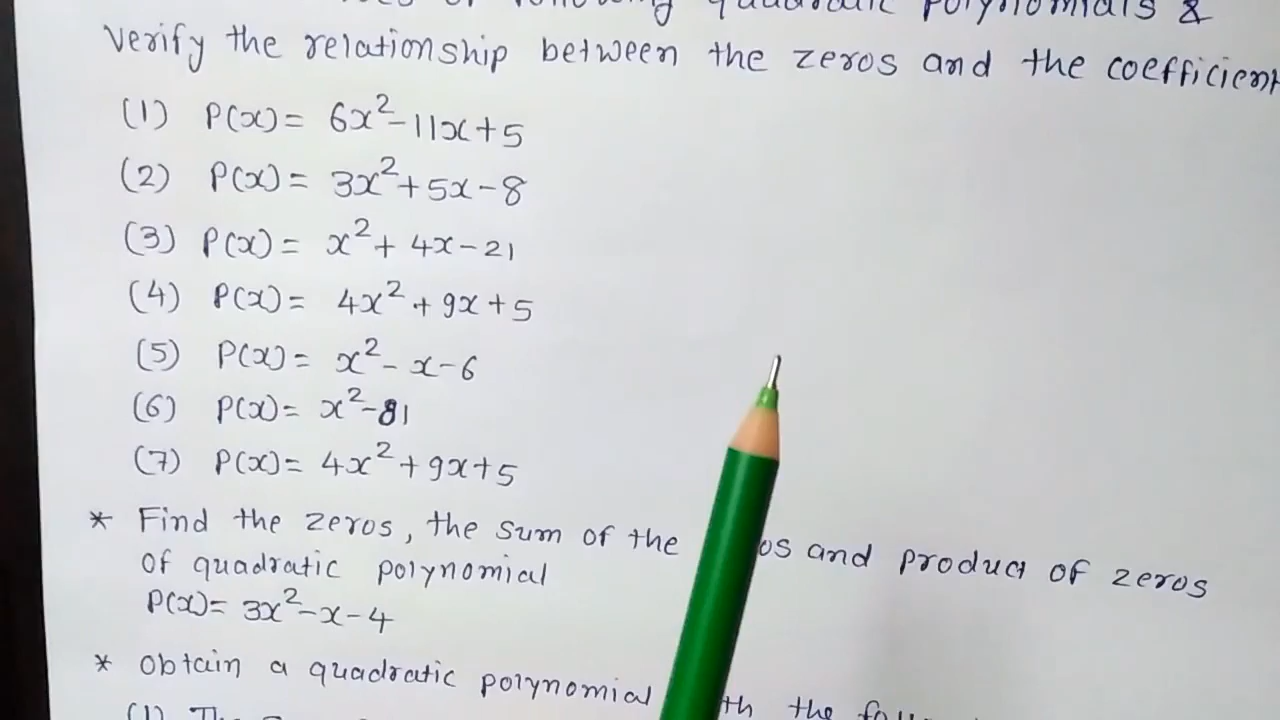 quadratic polynomials &
verify the relationship between the zeros and the coefficient
(1) P(x)= 6x²-11x+5
(2) P(x)= 3x²+5x-8
(3) P(x)= x²+ 4x-21
(4) P(x)= 4x²+9x+5
(5) P(x)= x²-x-6
(6) P(x)= x²-81
(7) P(x)= 4x²+9x+5
* Find the zeros, the sum of the os and product of zeros
of quadratic polynomial
P(x)= 3x²-x-4
* obtain a quadratic polynomial th the
(1)